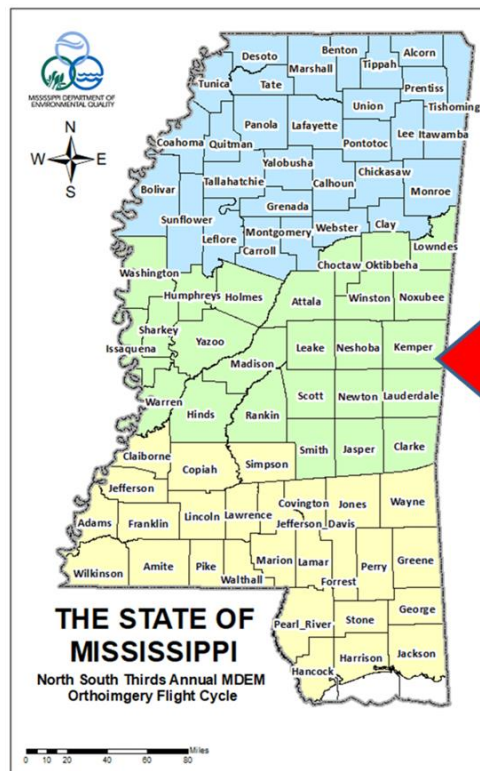 MISSISSIPPI DEPARTMENT OF
ENVIRONMENTAL QUALITY
N
W E
S
Desoto
Benton
Tippah
Alcorn
Marshall
Tunica
Tate
Prentiss
Tishoming
Union
Panola
Lafayette
Lee
Itawamba
Coahoma
Quitman
Pontotoc
Yalobusha
Chickasaw
Tallahatchie
Calhoun
Bolivar
Monroe
Grenada
Sunflower
Clay
Webster
Montgomery
Leflore
Carroll
Lowndes
Choctaw
Oktibbeha
Washington
Humphreys
Holmes
Attala
Winston
Noxubee
Sharkey
Yazoo
Issaquena
Leake
Neshoba
Kemper
Madison
Warren
Scott
Newton
Lauderdale
Hinds
Rankin
Smith
Jasper
Clarke
Claiborne
Simpson
Copiah
Jefferson
Covington
Jones
Wayne
Lincoln
Lawrence
Adams
Franklin
Jefferson_Davis
Marion
Lamar
Perry
Greene
Wilkinson
Amite
Pike
Walthall
Forrest
George
Pearl_River
Stone
Hancock
Harrison
Jackson
THE STATE OF
MISSISSIPPI
North South Thirds Annual MDEM
Orthoimgery Flight Cycle
Miles
0 10 20 40 60 80